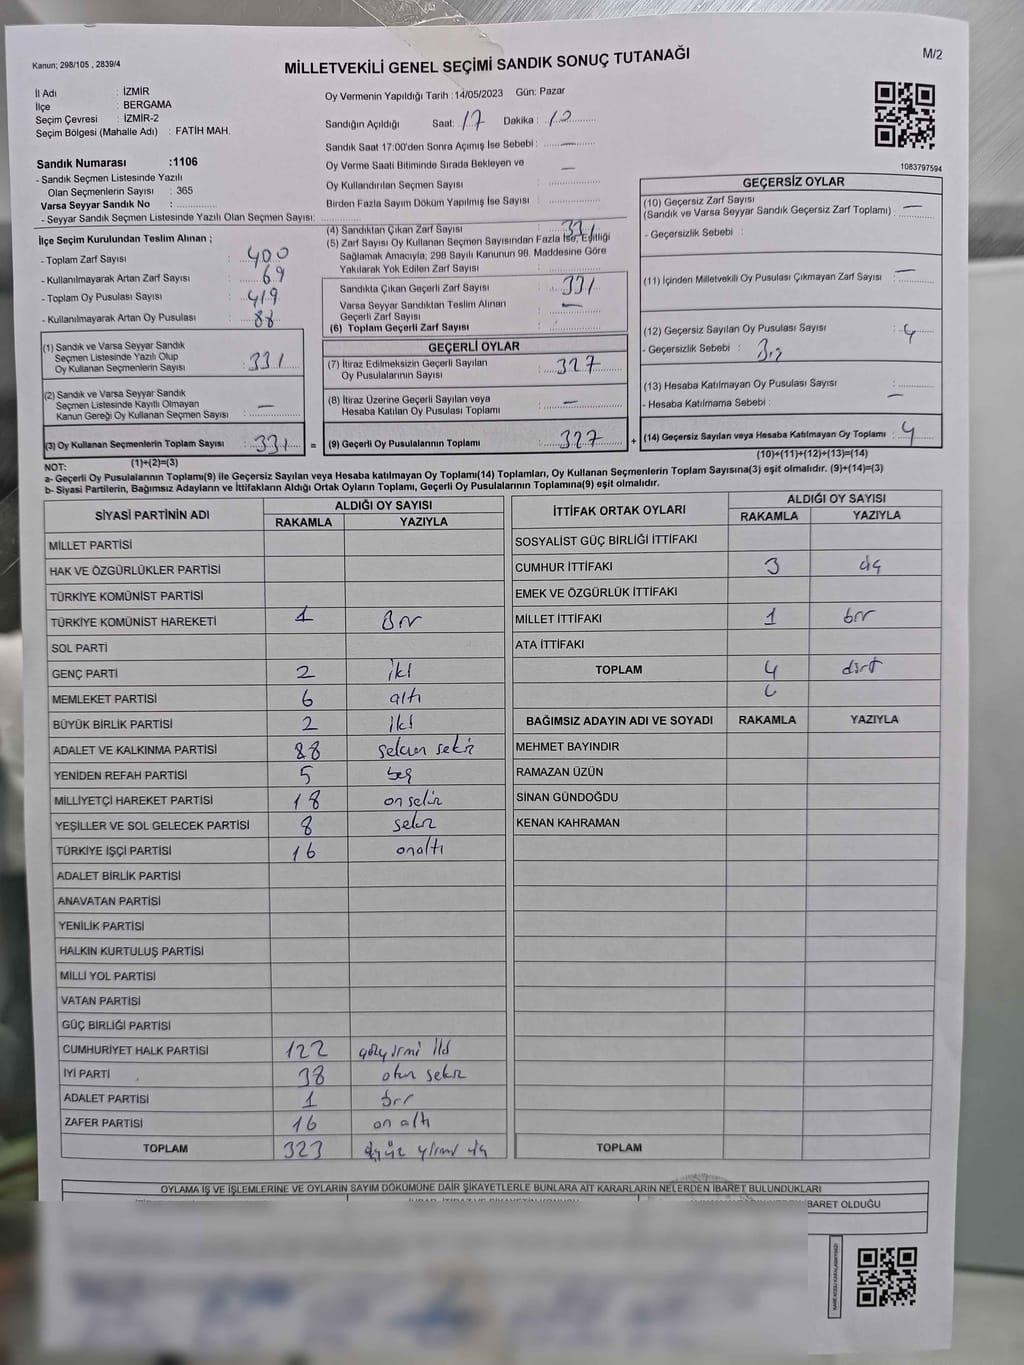 Kanun; 298/105 , 2839/4
MİLLETVEKİLİ GENEL SEÇİMİ SANDIK SONUÇ TUTANAĞI
M/2
İl Adı : İZMİR
İlçe : BERGAMA
Seçim Çevresi : İZMİR-2
Seçim Bölgesi (Mahalle Adı) : FATİH MAH.
Sandık Numarası :1106
- Sandık Seçmen Listesinde Yazılı
Olan Seçmenlerin Sayısı : 365
Varsa Seyyar Sandık No :
- Seyyar Sandık Seçmen Listesinde Yazılı Olan Seçmen Sayısı:
Oy Vermenin Yapıldığı Tarih : 14/05/2023 Gün: Pazar
Sandığın Açıldığı Saat: 17 Dakika :
Sandık Saat 17:00'den Sonra Açımış İse Sebebi : —
Oy Verme Saati Bitiminde Sırada Bekleyen ve
Oy Kullandırılan Seçmen Sayısı : —
Birden Fazla Sayım Döküm Yapılmış İse Sayısı :
1083797594
İlçe Seçim Kurulundan Teslim Alınan ;
- Toplam Zarf Sayısı : 400
- Kullanılmayarak Artan Zarf Sayısı : 69
- Toplam Oy Pusulası Sayısı : 419
- Kullanılmayarak Artan Oy Pusulası : 88
(1) Sandık ve Varsa Seyyar Sandık
Seçmen Listesinde Yazılı Olup
Oy Kullanan Seçmenlerin Sayısı : 331
(2) Sandık ve Varsa Seyyar Sandık
Seçmen Listesinde Kayıtlı Olmayan
Kanun Gereği Oy Kullanan Seçmen Sayısı : —
(3) Oy Kullanan Seçmenlerin Toplam Sayısı : 331 =
(1)+(2)=(3)
(4) Sandıktan Çıkan Zarf Sayısı : 331
(5) Zarf Sayısı Oy Kullanan Seçmen Sayısından Fazla İse, Eşitliği
Sağlamak Amacıyla, 298 Sayılı Kanunun 98. Maddesine Göre
Yakılarak Yok Edilen Zarf Sayısı :
Sandıkta Çıkan Geçerli Zarf Sayısı : 331
Varsa Seyyar Sandıktan Teslim Alınan
Geçerli Zarf Sayısı : —
(6) Toplam Geçerli Zarf Sayısı :
GEÇERLİ OYLAR
(7) İtiraz Edilmeksizin Geçerli Sayılan
Oy Pusulalarının Sayısı : 327
(8) İtiraz Üzerine Geçerli Sayılan veya
Hesaba Katılan Oy Pusulası Toplamı : —
(9) Geçerli Oy Pusulalarının Toplamı : 327 +
GEÇERSİZ OYLAR
(10) Geçersiz Zarf Sayısı : —
(Sandık ve Varsa Seyyar Sandık Geçersiz Zarf Toplamı)
- Geçersizlik Sebebi :
(11) İçinden Milletvekili Oy Pusulası Çıkmayan Zarf Sayısı : —
(12) Geçersiz Sayılan Oy Pusulası Sayısı : 4
- Geçersizlik Sebebi :
(13) Hesaba Katılmayan Oy Pusulası Sayısı :
- Hesaba Katılmama Sebebi : —
(14) Geçersiz Sayılan veya Hesaba Katılmayan Oy Toplamı : 4
(10)+(11)+(12)+(13)=(14)
NOT:
a- Geçerli Oy Pusulalarının Toplamı(9) ile Geçersiz Sayılan veya Hesaba Katılmayan Oy Toplamı(14) Toplamları, Oy Kullanan Seçmenlerin Toplam Sayısına(3) eşit olmalıdır. (9)+(14)=(3)
b- Siyasi Partilerin, Bağımsız Adayların ve İttifakların Aldığı Ortak Oyların Toplamı, Geçerli Oy Pusulalarının Toplamına(9) eşit olmalıdır.
SİYASİ PARTİNİN ADI ALDIĞI OY SAYISI
RAKAMLA YAZIYLA
MİLLET PARTİSİ
HAK VE ÖZGÜRLÜKLER PARTİSİ
TÜRKİYE KOMÜNİST PARTİSİ
TÜRKİYE KOMÜNİST HAREKETİ 1 Bir
SOL PARTİ
GENÇ PARTİ 2 iki
MEMLEKET PARTİSİ 6 altı
BÜYÜK BİRLİK PARTİSİ 2 iki
ADALET VE KALKINMA PARTİSİ 88 seksen sekiz
YENİDEN REFAH PARTİSİ 5 beş
MİLLİYETÇİ HAREKET PARTİSİ 18 onsekiz
YEŞİLLER VE SOL GELECEK PARTİSİ 8 sekiz
TÜRKİYE İŞÇİ PARTİSİ 16 onaltı
ADALET BİRLİK PARTİSİ
ANAVATAN PARTİSİ
YENİLİK PARTİSİ
HALKIN KURTULUŞ PARTİSİ
MİLLİ YOL PARTİSİ
VATAN PARTİSİ
GÜÇ BİRLİĞİ PARTİSİ
CUMHURİYET HALK PARTİSİ 122 yüzyirmi iki
İYİ PARTİ 38 otuz sekiz
ADALET PARTİSİ 1 bir
ZAFER PARTİSİ 16 on altı
TOPLAM 323 üçyüz yirmi üç
İTTİFAK ORTAK OYLARI ALDIĞI OY SAYISI
RAKAMLA YAZIYLA
SOSYALİST GÜÇ BİRLİĞİ İTTİFAKI
CUMHUR İTTİFAKI 3 üç
EMEK VE ÖZGÜRLÜK İTTİFAKI
MİLLET İTTİFAKI 1 bir
ATA İTTİFAKI
TOPLAM 4 dört
BAĞIMSIZ ADAYIN ADI VE SOYADI RAKAMLA YAZIYLA
MEHMET BAYINDIR
RAMAZAN ÜZÜN
SİNAN GÜNDOĞDU
KENAN KAHRAMAN
TOPLAM
OYLAMA İŞ VE İŞLEMLERİNE VE OYLARIN SAYIM DÖKÜMÜNE DAİR ŞİKAYETLERLE BUNLARA AİT KARARLARIN NELERDEN İBARET BULUNDUKLARI
İBARET OLDUĞU